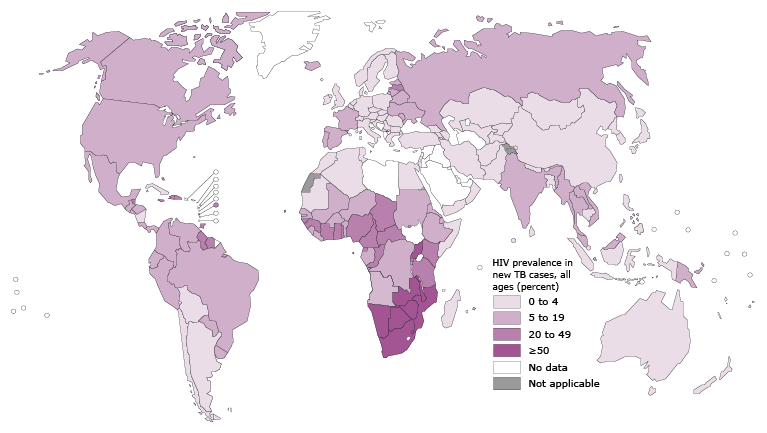 HIV prevalence in
new TB cases, all
ages (percent)
0 to 4
5 to 19
20 to 49
≥50
No data
Not applicable